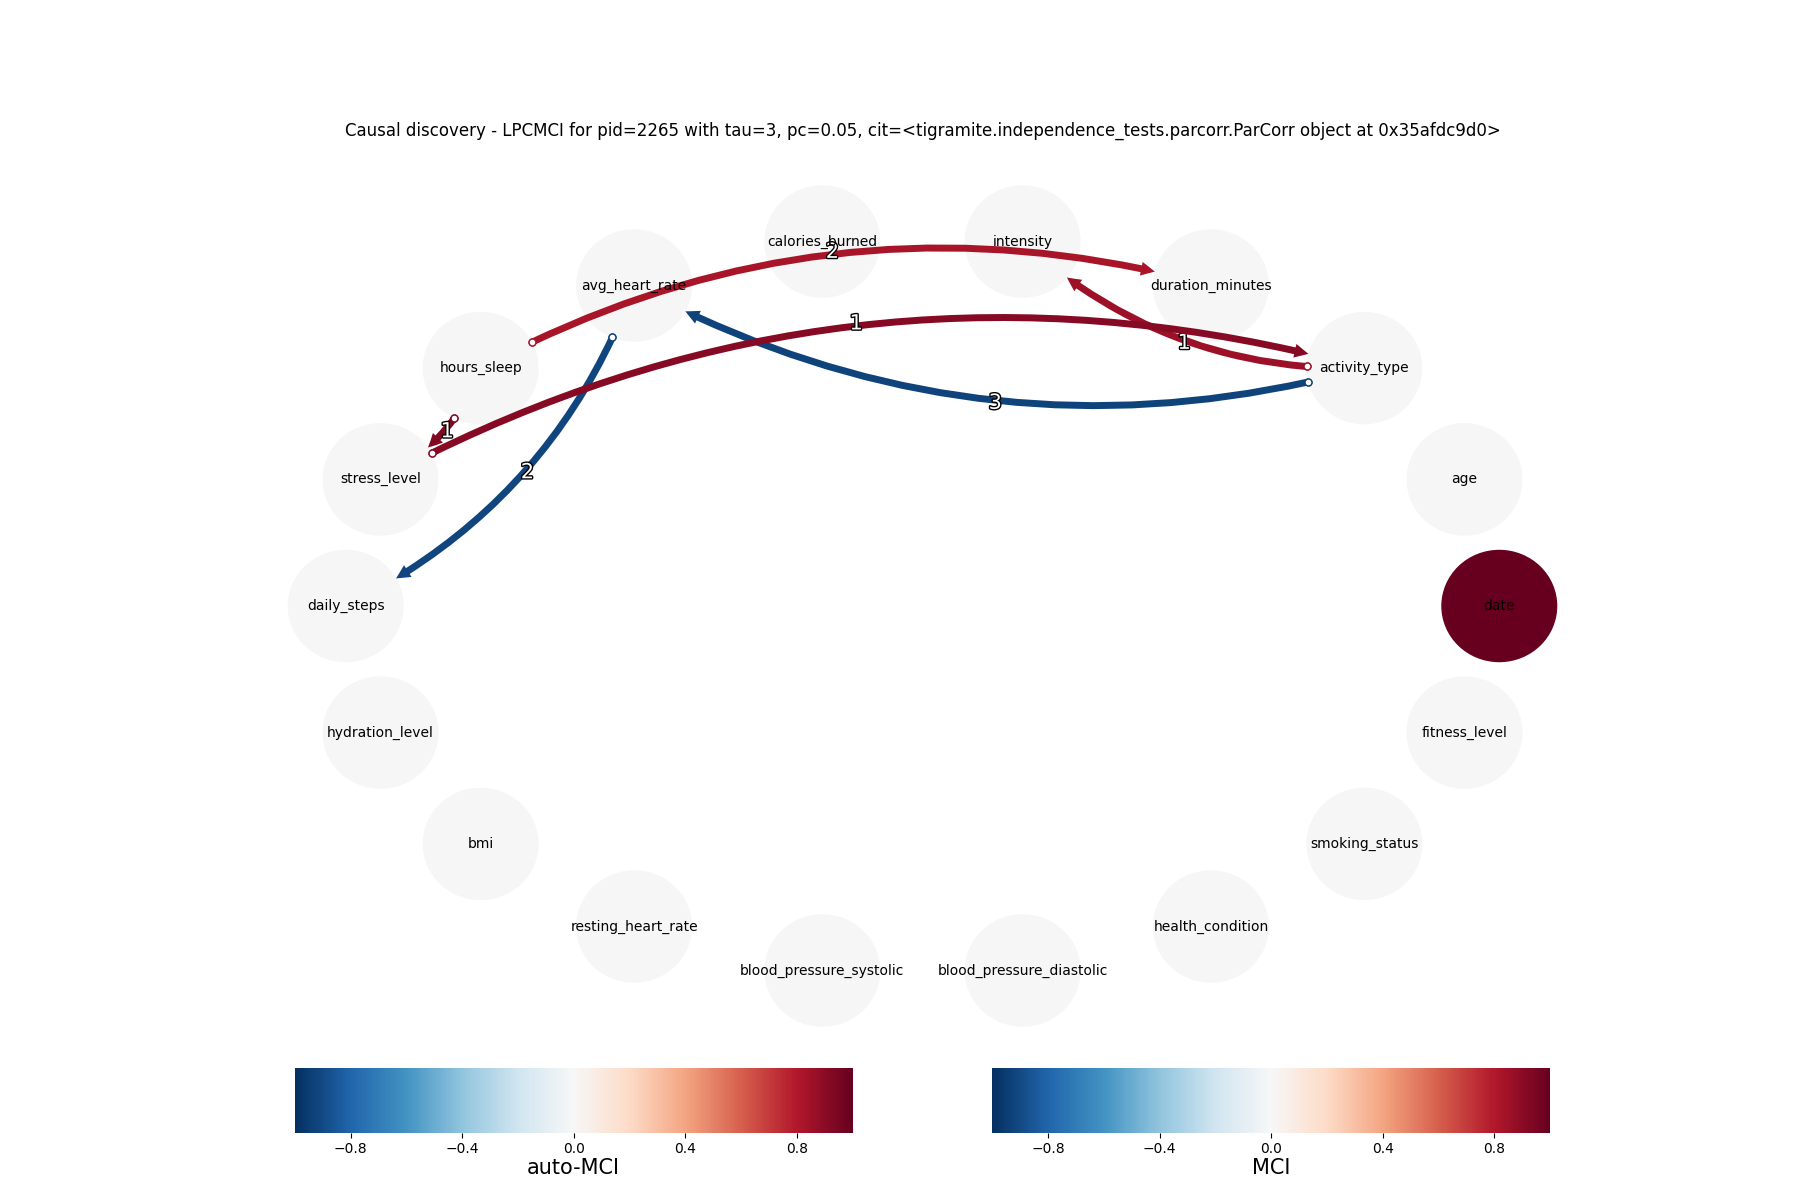 Causal discovery - LPCMCI for pid=2265 with tau=3, pc=0.05, cit=<tigramite.independence_tests.parcorr.ParCorr object at 0x35afdc9d0>
calories_burned
intensity
2
avg_heart_rate
duration_minutes
1
1
hours_sleep
activity_type
3
1
2
stress_level
age
daily_steps
date
hydration_level
fitness_level
bmi
smoking_status
resting_heart_rate
health_condition
blood_pressure_systolic
blood_pressure_diastolic
−0.8 −0.4 0.0 0.4 0.8
auto-MCI
−0.8 −0.4 0.0 0.4 0.8
MCI